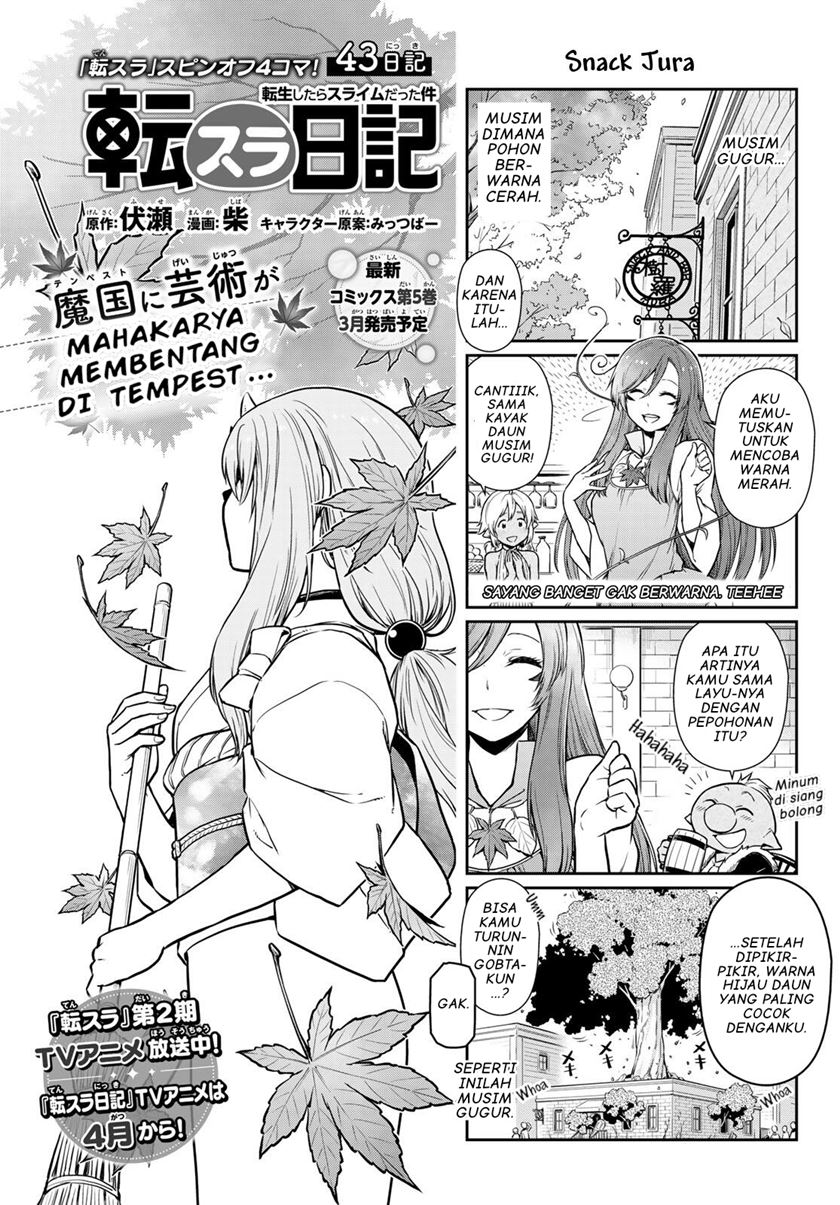 「転スラ」スピンオフ4コマ！ 43日記
転生したらスライムだった件
転スラ日記
原作:伏瀬 漫画:柴 キャラクター原案:みっつばー
魔国に芸術が
テンペスト
最新
コミックス第5巻
3月発売予定
MAHAKARYA
MEMBENTANG
DI TEMPEST...
『転スラ』第2期
TVアニメ放送中！
『転スラ日記』TVアニメは
4月から！
Snack Jura
MUSIM
GUGUR...
MUSIM
DIMANA
POHON
BER-
WARNA
CERAH.
樹羅
DAN
KARENA
ITU-
LAH...
AKU
MEMU-
TUSKAN
UNTUK
MENCOBA
WARNA
MERAH.
CANTIIIK,
SAMA
KAYAK
DAUN
MUSIM
GUGUR!
SAYANG BANGET GAK BERWARNA. TEEHEE
APA ITU
ARTINYA
KAMU SAMA
LAYU-NYA
DENGAN
PEPOHONAN
ITU?
Hahahaha
Minum
di siang
bolong
...SETELAH
DIPIKIR-
PIKIR, WARNA
HIJAU DAUN
YANG PALING
COCOK
DENGANKU.
Umm
BISA
KAMU
TURUN-
NIN
GOBTA-
KUN
...?
GAK.
SEPERTI
INILAH
MUSIM
GUGUR.
Whoa
Whoa